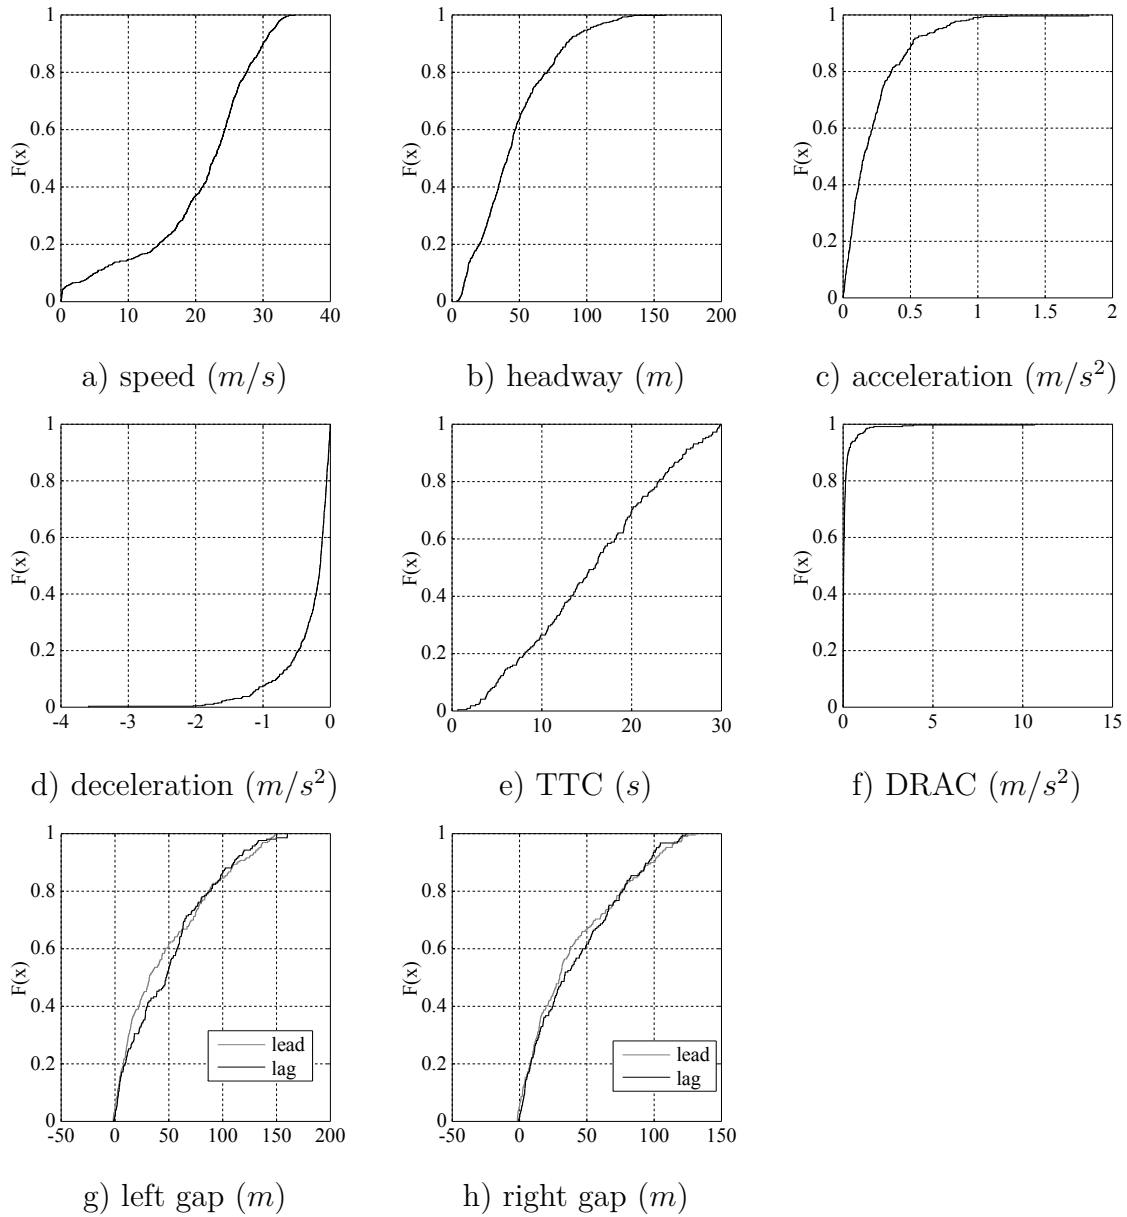 1
0.8
0.6
0.4
0.2
0
F(x)
0 10 20 30 40
a) speed (m/s)
1
0.8
0.6
0.4
0.2
0
F(x)
0 50 100 150 200
b) headway (m)
1
0.8
0.6
0.4
0.2
0
F(x)
0 0.5 1 1.5 2
c) acceleration (m/s²)
1
0.8
0.6
0.4
0.2
0
F(x)
-4 -3 -2 -1 0
d) deceleration (m/s²)
1
0.8
0.6
0.4
0.2
0
F(x)
0 10 20 30
e) TTC (s)
1
0.8
0.6
0.4
0.2
0
F(x)
0 5 10 15
f) DRAC (m/s²)
1
0.8
0.6
0.4
0.2
0
F(x)
lead
lag
-50 0 50 100 150 200
g) left gap (m)
1
0.8
0.6
0.4
0.2
0
F(x)
lead
lag
-50 0 50 100 150
h) right gap (m)